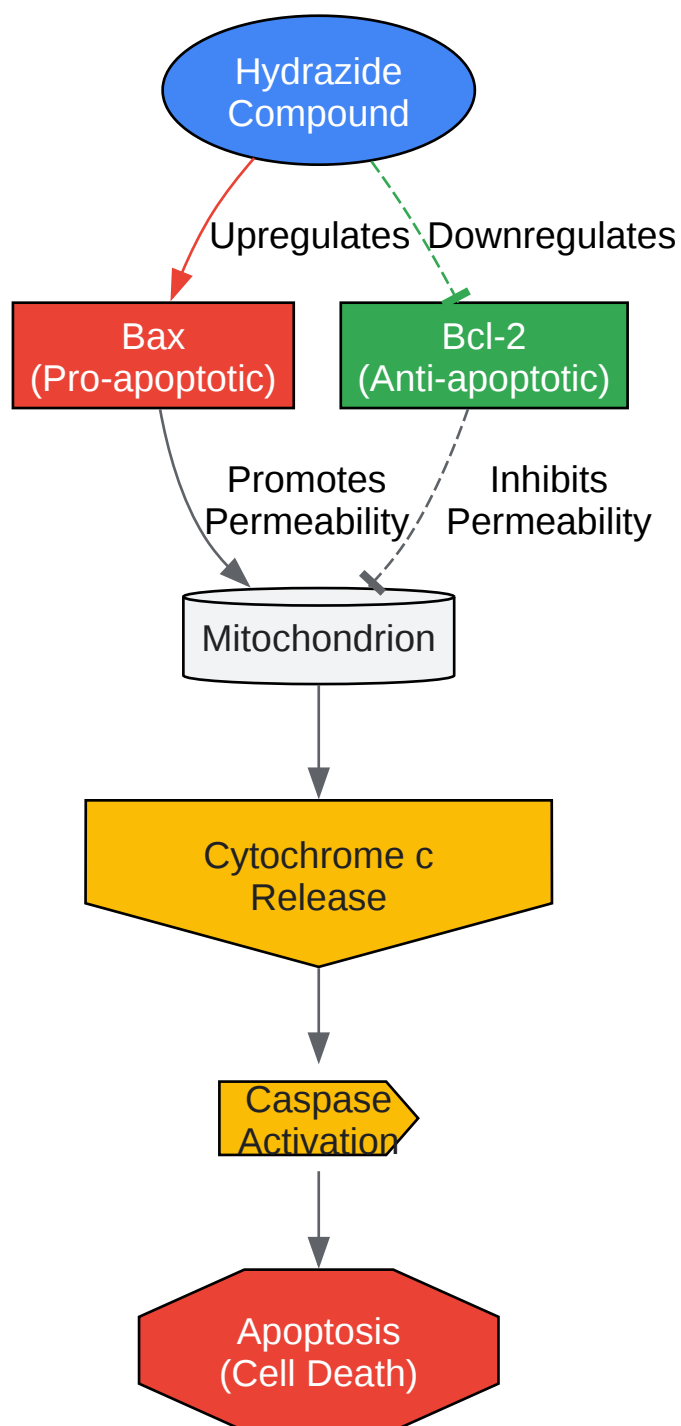 Hydrazide
Compound
Upregulates
Downregulates
Bax
(Pro-apoptotic)
Bcl-2
(Anti-apoptotic)
Promotes
Permeability
Inhibits
Permeability
Mitochondrion
Cytochrome c
Release
Caspase
Activation
Apoptosis
(Cell Death)